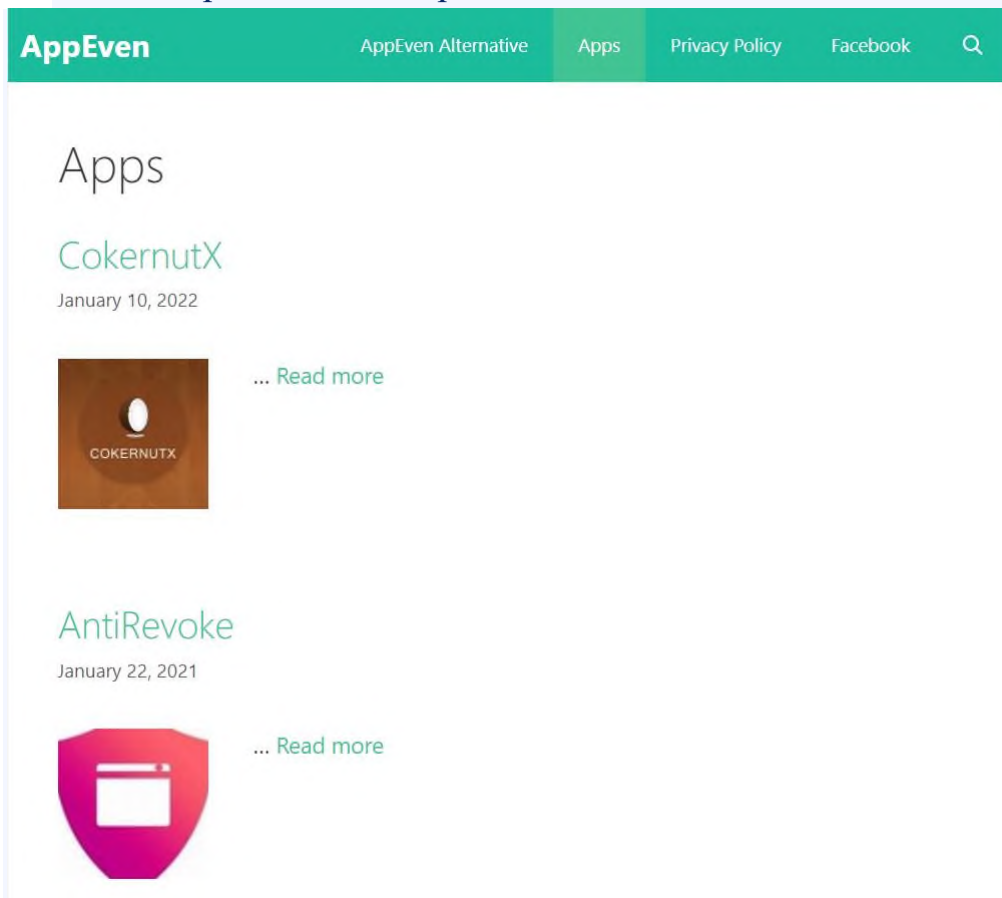 AppEven
AppEven Alternative Apps Privacy Policy Facebook
Apps
CokernutX
January 10, 2022
... Read more
COKERNUTX
AntiRevoke
January 22, 2021
... Read more